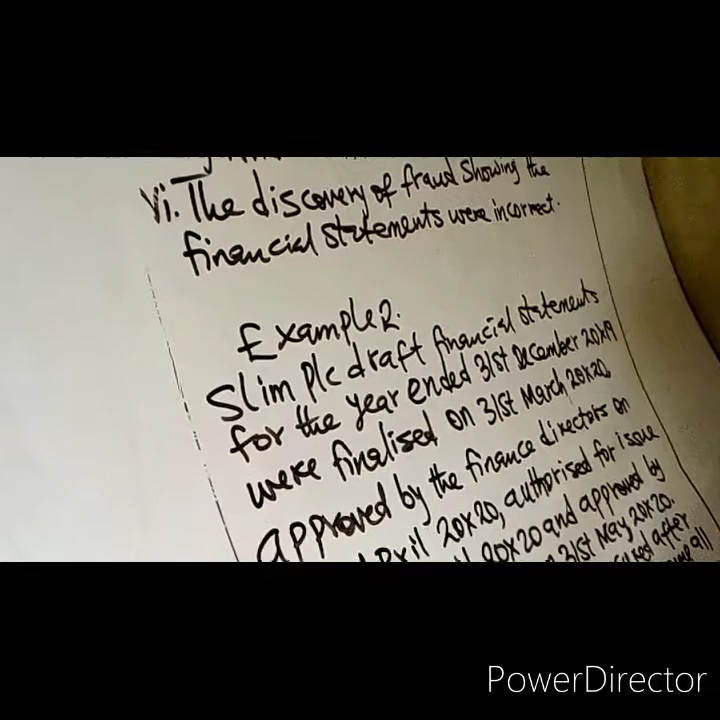 Vi. The discovery of fraud showing the
financial statements were incorrect.
Example 2.
Slim plc draft financial statements
for the year ended 31st December 20X19
were finalised on 31st March 20X20,
approved by the finance directors on
April 20X20, authorised for issue
20X20 and approved by
31st May 20X20.
after
all
PowerDirector